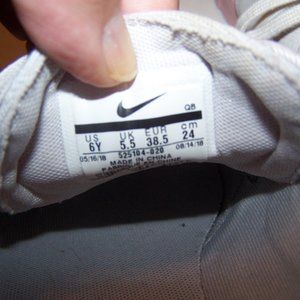 QB
US UK EUR cm
6Y 5.5 38.5 24
05/16/18 08/14/18
525104-020
MADE IN CHINA